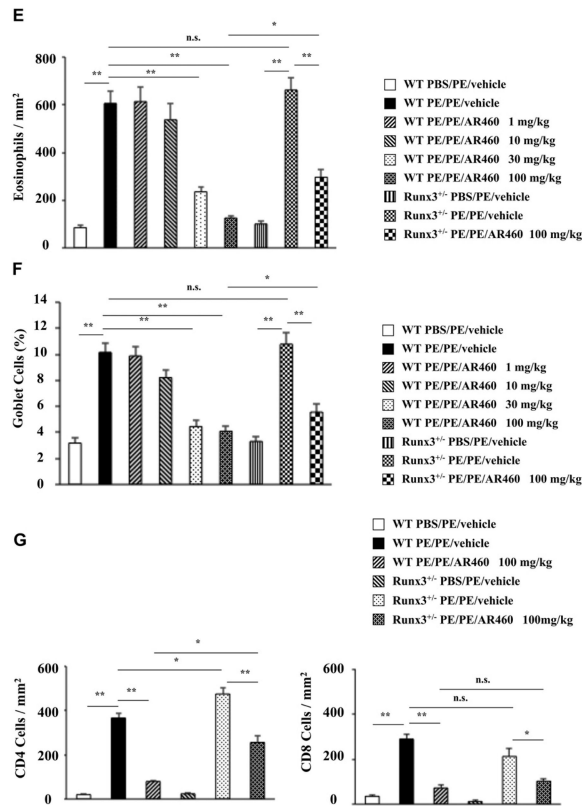 E
n.s.
*
**
**
**
**
**
Eosinophils / mm²
800
600
400
200
0
WT PBS/PE/vehicle
WT PE/PE/vehicle
WT PE/PE/AR460 1 mg/kg
WT PE/PE/AR460 10 mg/kg
WT PE/PE/AR460 30 mg/kg
WT PE/PE/AR460 100 mg/kg
Runx3+/- PBS/PE/vehicle
Runx3+/- PE/PE/vehicle
Runx3+/- PE/PE/AR460 100 mg/kg
F
n.s.
*
**
**
**
**
**
Goblet Cells (%)
14
12
10
8
6
4
2
0
WT PBS/PE/vehicle
WT PE/PE/vehicle
WT PE/PE/AR460 1 mg/kg
WT PE/PE/AR460 10 mg/kg
WT PE/PE/AR460 30 mg/kg
WT PE/PE/AR460 100 mg/kg
Runx3+/- PBS/PE/vehicle
Runx3+/- PE/PE/vehicle
Runx3+/- PE/PE/AR460 100 mg/kg
G
WT PBS/PE/vehicle
WT PE/PE/vehicle
WT PE/PE/AR460 100 mg/kg
Runx3+/- PBS/PE/vehicle
Runx3+/- PE/PE/vehicle
Runx3+/- PE/PE/AR460 100mg/kg
*
*
**
**
**
CD4 Cells / mm²
600
400
200
0
n.s.
n.s.
**
**
*
CD8 Cells / mm²
600
400
200
0